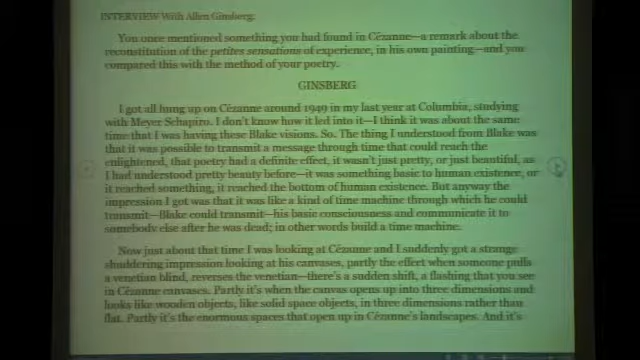 INTERVIEW With Allen Ginsberg:
You once mentioned something you had found in Cézanne—a remark about the
reconstitution of the petites sensations of experience, in his own painting—and you
compared this with the method of your poetry.
GINSBERG
I got all hung up on Cézanne around 1949 in my last year at Columbia, studying
with Meyer Schapiro. I don't know how it led into it—I think it was about the same
time that I was having these Blake visions. So. The thing I understood from Blake was
that it was possible to transmit a message through time that could reach the
enlightened, that poetry had a definite effect, it wasn't just pretty, or just beautiful, as
I had understood pretty beauty before—it was something basic to human existence, or
it reached something, it reached the bottom of human existence. But anyway the
impression I got was that it was like a kind of time machine through which he could
transmit—Blake could transmit—his basic consciousness and communicate it to
somebody else after he was dead; in other words build a time machine.
Now just about that time I was looking at Cézanne and I suddenly got a strange
shuddering impression looking at his canvases, partly the effect when someone pulls
a venetian blind, reverses the venetian—there's a sudden shift, a flashing that you see
in Cézanne canvases. Partly it's when the canvas opens up into three dimensions and
looks like wooden objects, like solid space objects, in three dimensions rather than
flat. Partly it's the enormous spaces that open up in Cézanne's landscapes. And it's